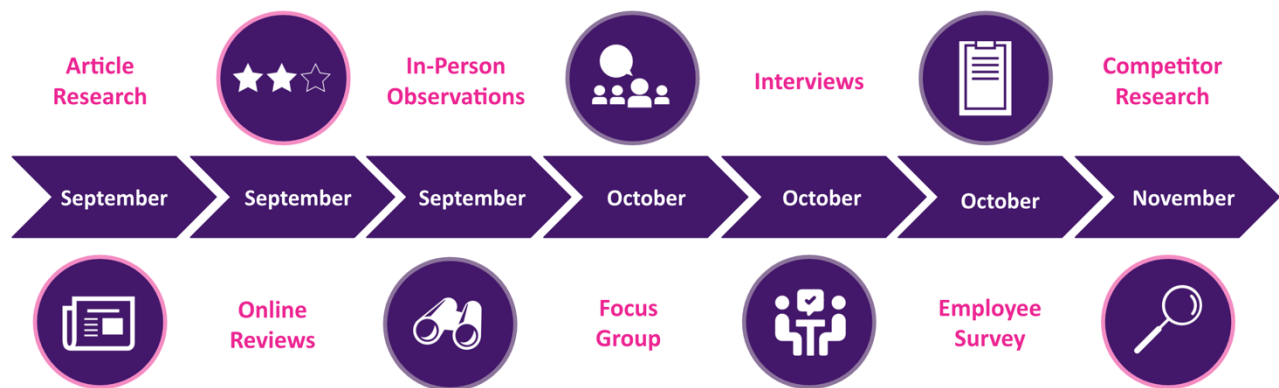 Article
Research
In-Person
Observations
Interviews
Competitor
Research
September
September
September
October
October
October
November
Online
Reviews
Focus
Group
Employee
Survey